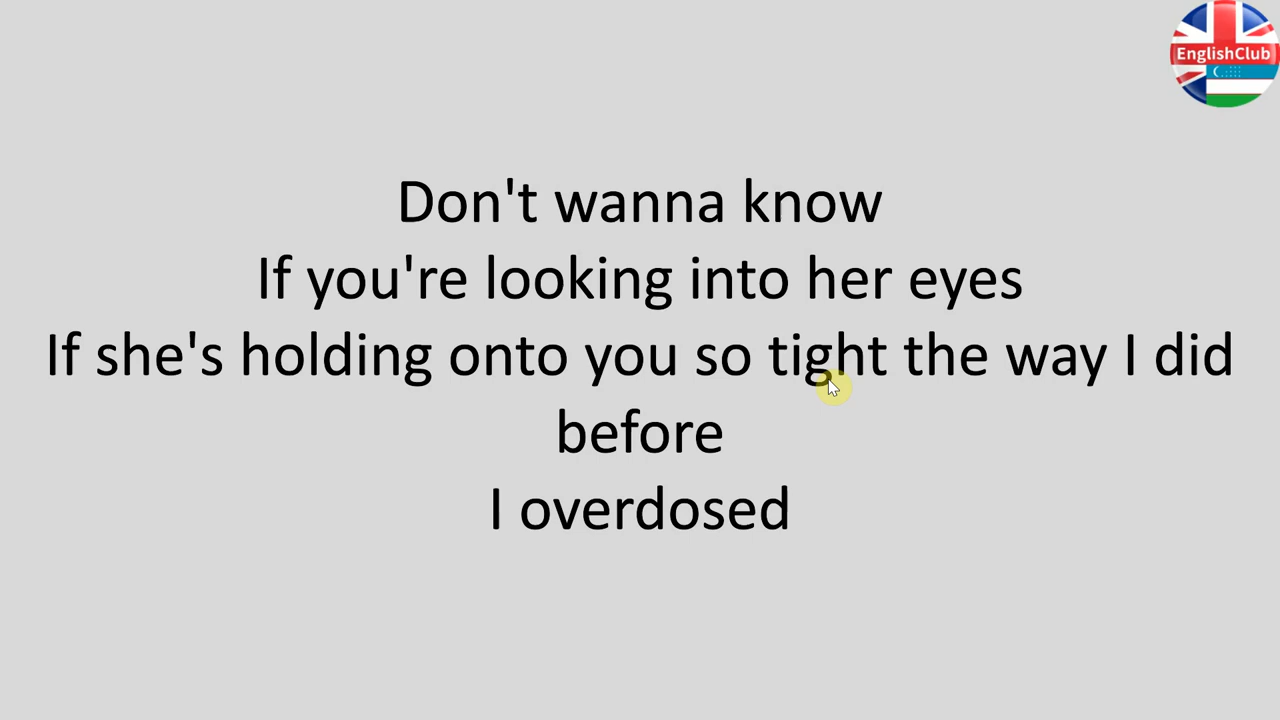 EnglishClub
Don't wanna know
If you're looking into her eyes
If she's holding onto you so tight the way I did
before
I overdosed